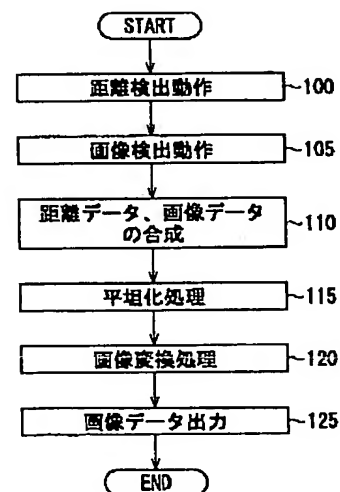 START
距離検出動作 ~100
画像検出動作 ~105
距離データ、画像データ
の合成 ~110
平坦化処理 ~115
画像変換処理 ~120
画像データ出力 ~125
END